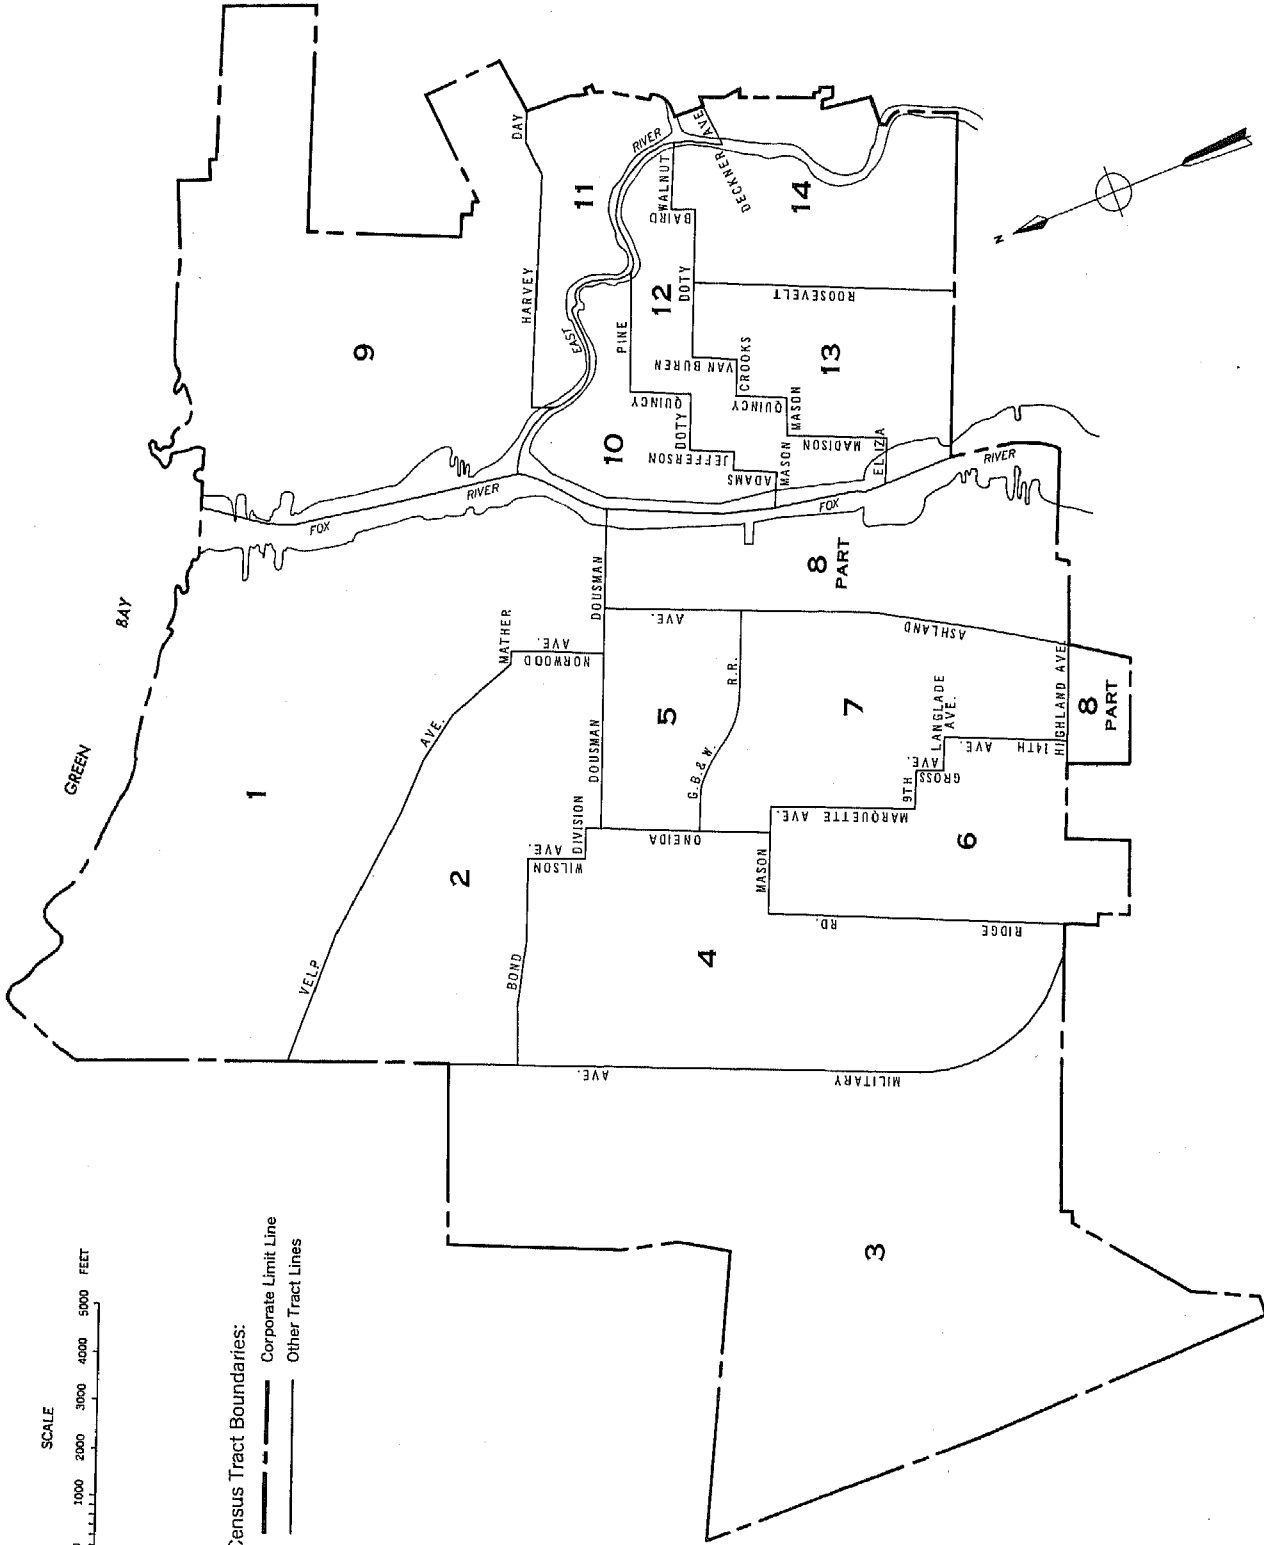 SCALE
1000 2000 3000 4000 5000 FEET
Census Tract Boundaries:
Corporate Limit Line
Other Tract Lines
GREEN
BAY
N
1
2
3
4
5
6
7
8
PART
8
PART
9
10
11
12
13
14
VELP
AVE.
MATHER
NORWOOD
AVE.
DOUSMAN
DOUSMAN
DIVISION
WILSON
AVE.
BOND
MILITARY
AVE.
ONEIDA
G.B.& W.
R.R.
AVE.
ASHLAND
MASON
MARQUETTE AVE.
9TH
GROSS
AVE.
LANGLADE
AVE.
14TH
AVE.
HIGHLAND AVE.
RIDGE
RD.
FOX
RIVER
FOX
RIVER
EAST
RIVER
HARVEY
DAY
PINE
QUINCY
DOTY
JEFFERSON
ADAMS
MASON
WALNUT
BAIRD
DOTY
VAN BUREN
CROOKS
QUINCY
MASON
MADISON
ELIZA
ROOSEVELT
DECKNER AVE